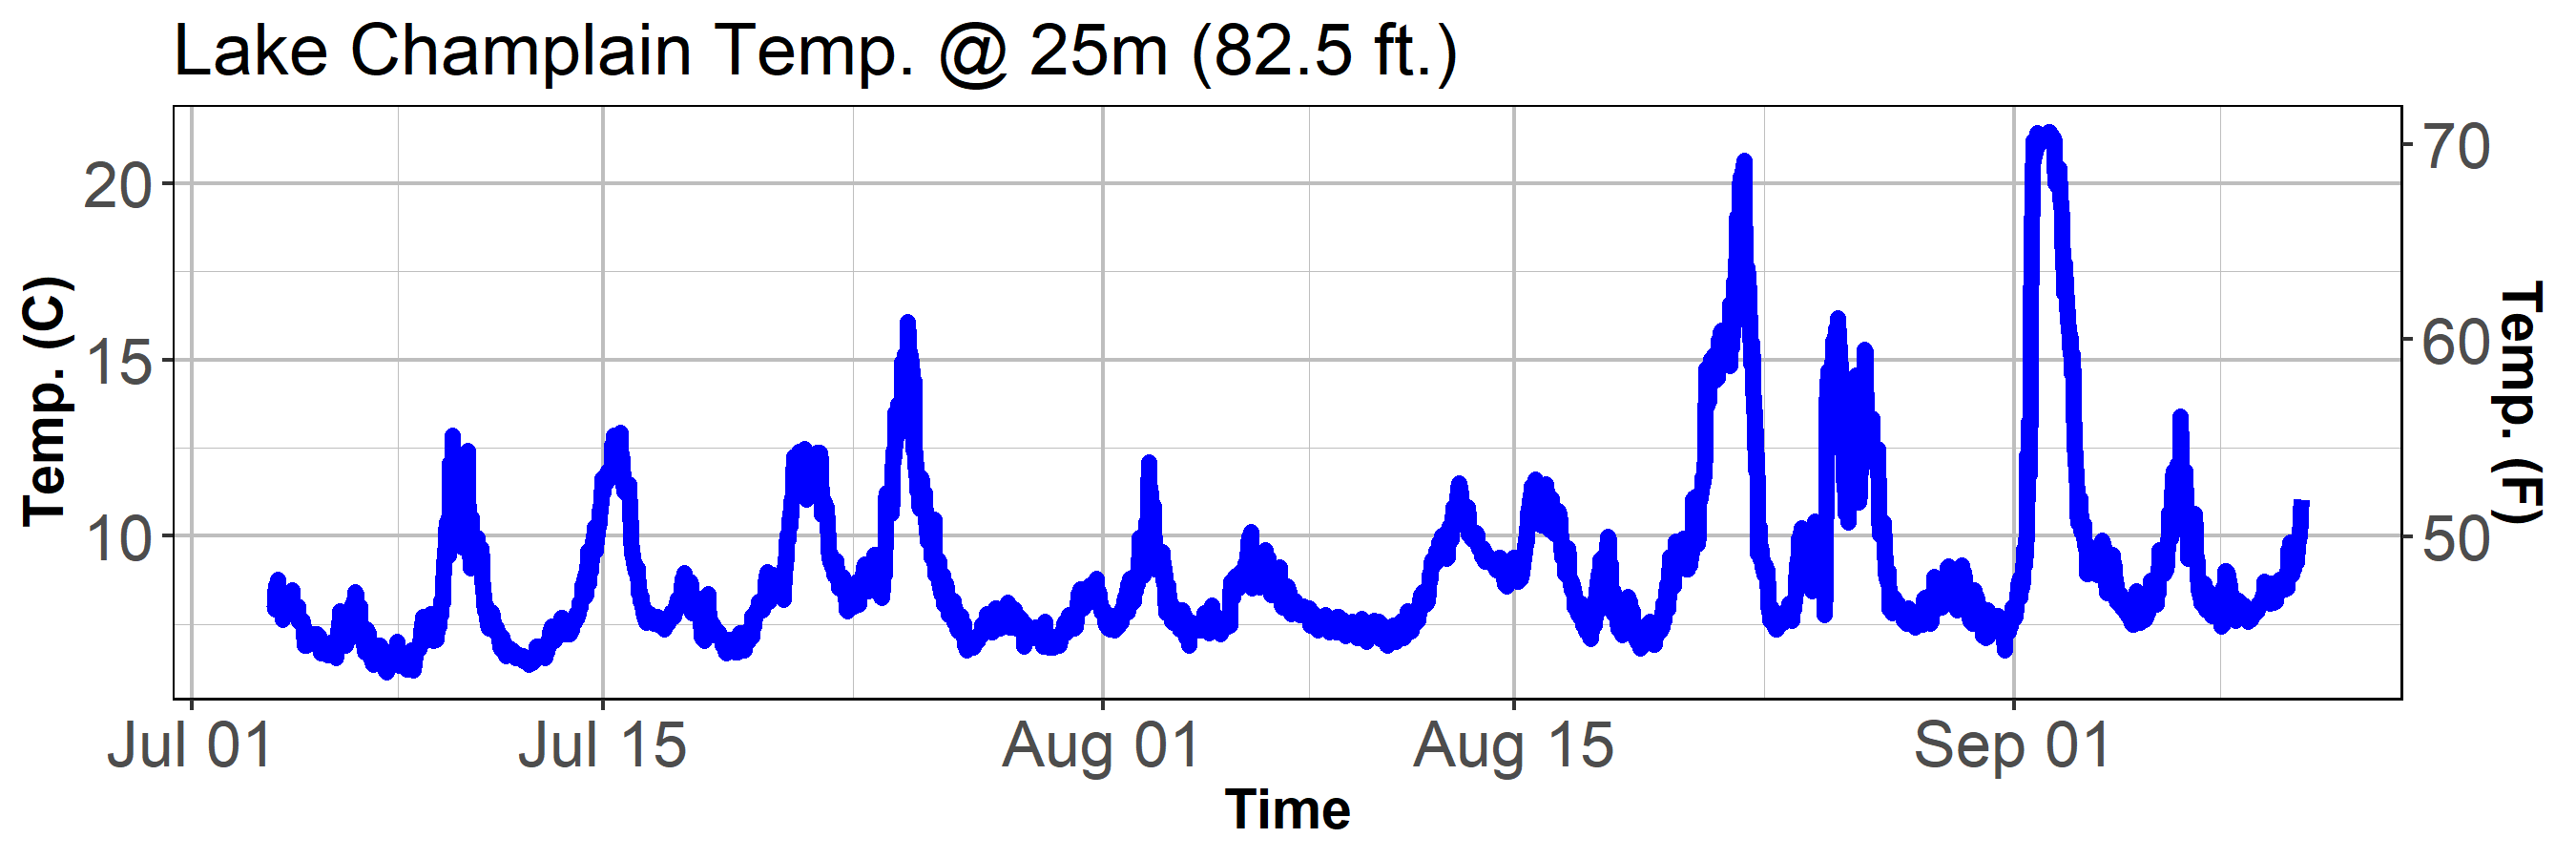 Lake Champlain Temp. @ 25m (82.5 ft.)
Temp. (C)
20
15
10
70
60
50
Temp. (F)
Jul 01
Jul 15
Aug 01
Aug 15
Sep 01
Time